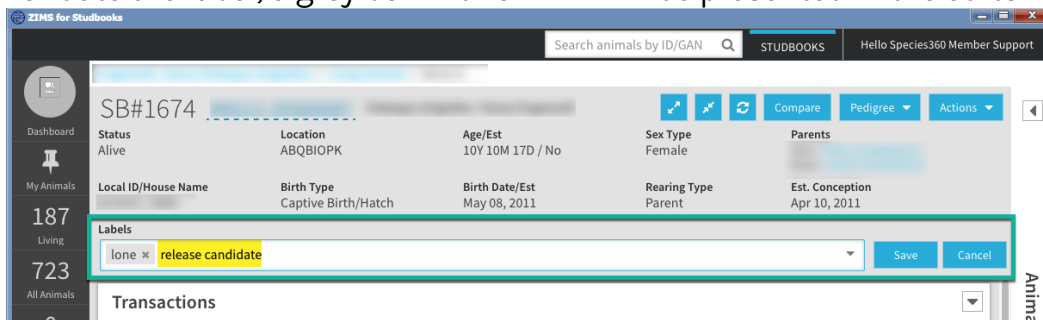 ZIMS for Studbooks
Search animals by ID/GAN
STUDBOOKS
Hello Species360 Member Support
SB#1674
Compare
Pedigree
Actions
Dashboard
Status
Location
Age/Est
Sex Type
Parents
Alive
ABQBIOPK
10Y 10M 17D / No
Female
My Animals
Local ID/House Name
Birth Type
Birth Date/Est
Rearing Type
Est. Conception
Captive Birth/Hatch
May 08, 2011
Parent
Apr 10, 2011
187
Living
Labels
lone × release candidate
Save
Cancel
723
All Animals
Transactions